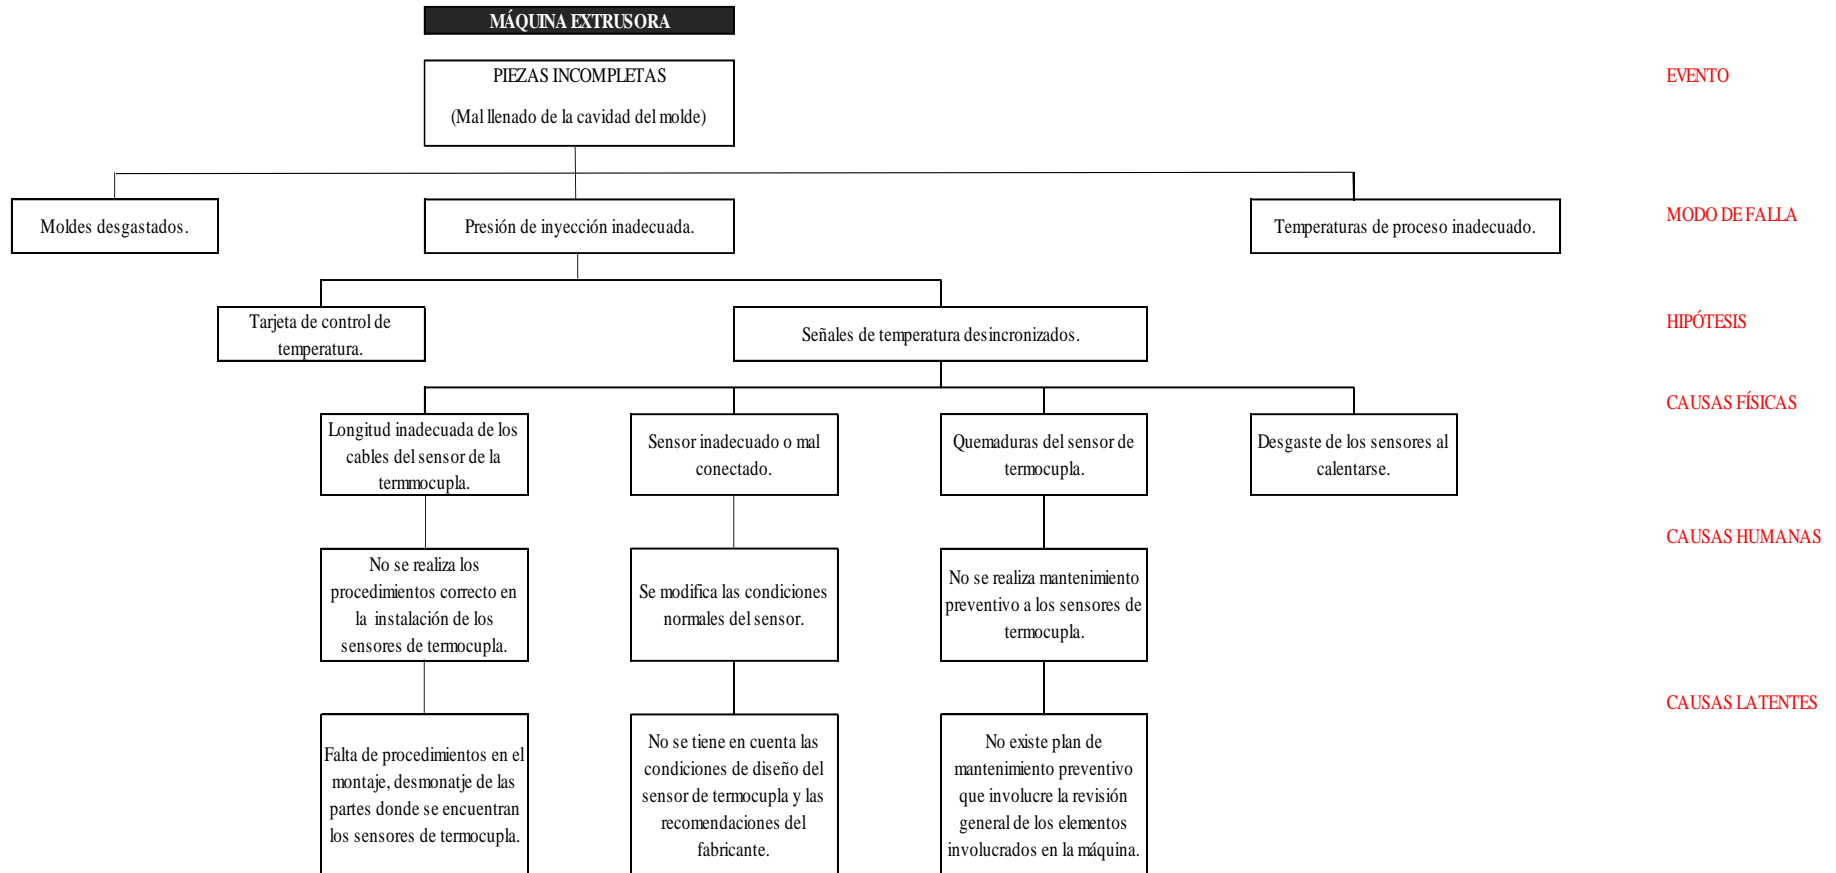 MÁQUINA EXTRUSORA
PIEZAS INCOMPLETAS
(Mal llenado de la cavidad del molde)
EVENTO
Moldes desgastados.
Presión de inyección inadecuada.
Temperaturas de proceso inadecuado.
MODO DE FALLA
Tarjeta de control de
temperatura.
Señales de temperatura desincronizados.
HIPÓTESIS
CAUSAS FÍSICAS
Longitud inadecuada de los
cables del sensor de la
termmocupla.
Sensor inadecuado o mal
conectado.
Quemaduras del sensor de
termocupla.
Desgaste de los sensores al
calentarse.
CAUSAS HUMANAS
No se realiza los
procedimientos correcto en
la instalación de los
sensores de termocupla.
Se modifica las condiciones
normales del sensor.
No se realiza mantenimiento
preventivo a los sensores de
termocupla.
CAUSAS LATENTES
Falta de procedimientos en el
montaje, desmonatje de las
partes donde se encuentran
los sensores de termocupla.
No se tiene en cuenta las
condiciones de diseño del
sensor de termocupla y las
recomendaciones del
fabricante.
No existe plan de
mantenimiento preventivo
que involucre la revisión
general de los elementos
involucrados en la máquina.